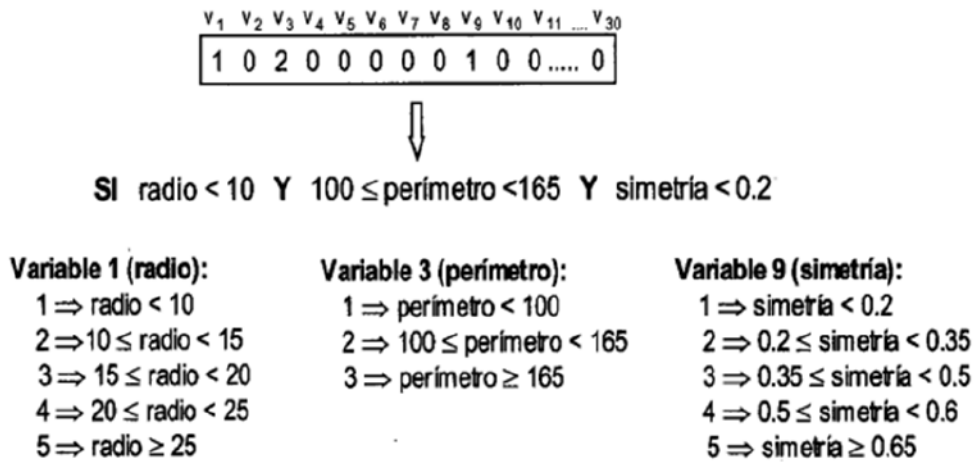 V1 V2 V3 V4 V5 V6 V7 V8 V9 V10 V11 .... V30
1 0 2 0 0 0 0 0 1 0 0 ..... 0
SI radio < 10 Y 100 ≤ perímetro <165 Y simetría < 0.2
Variable 1 (radio):
1 ⇒ radio < 10
2 ⇒10 ≤ radio < 15
3 ⇒ 15 ≤ radio < 20
4 ⇒ 20 ≤ radio < 25
5 ⇒ radio ≥ 25
Variable 3 (perímetro):
1 ⇒ perímetro < 100
2 ⇒ 100 ≤ perímetro < 165
3 ⇒ perímetro ≥ 165
Variable 9 (simetría):
1 ⇒ simetría < 0.2
2 ⇒ 0.2 ≤ simetría < 0.35
3 ⇒ 0.35 ≤ simetría < 0.5
4 ⇒ 0.5 ≤ simetría < 0.6
5 ⇒ simetría ≥ 0.65